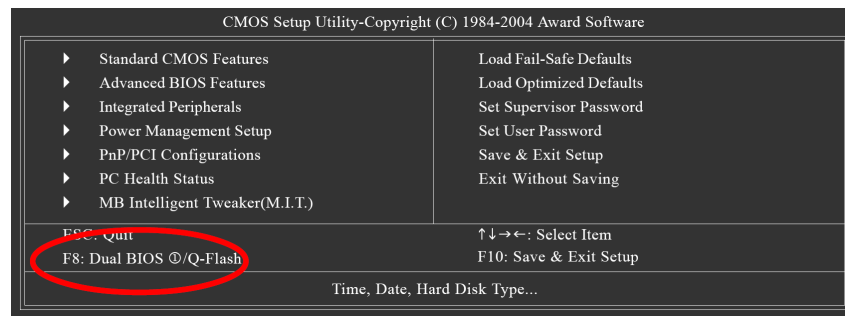 CMOS Setup Utility-Copyright (C) 1984-2004 Award Software
Standard CMOS Features
Advanced BIOS Features
Integrated Peripherals
Power Management Setup
PnP/PCI Configurations
PC Health Status
MB Intelligent Tweaker(M.I.T.)
Load Fail-Safe Defaults
Load Optimized Defaults
Set Supervisor Password
Set User Password
Save & Exit Setup
Exit Without Saving
ESC: Quit
F8: Dual BIOS ①/Q-Flash
↑↓→←: Select Item
F10: Save & Exit Setup
Time, Date, Hard Disk Type...